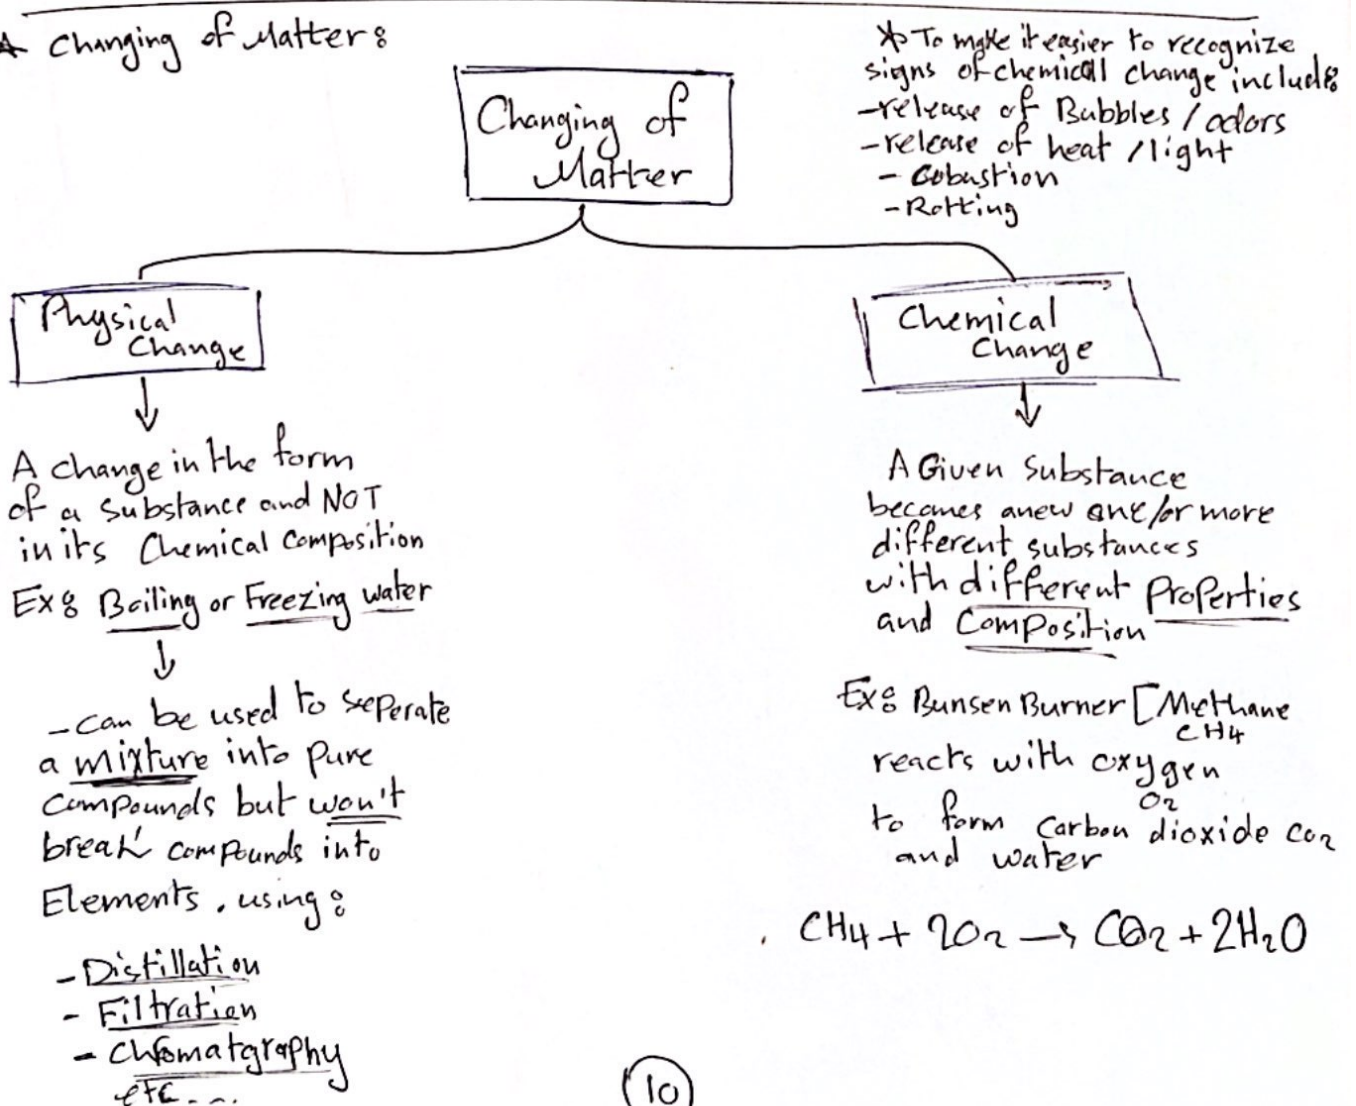 * Changing of Matter:
* To make it easier to recognize
signs of chemical change include:
-release of Bubbles / odors
-release of heat / light
- Cobustion
- Rotting
Changing of
Matter
Physical
Change
A change in the form
of a substance and NOT
in its Chemical Composition
Ex: Boiling or Freezing water
- can be used to seperate
a mixture into pure
Compounds but won't
break compounds into
Elements. using:
- Distillation
- Filtration
- Chromatgraphy
etc....
Chemical
Change
A Given Substance
becomes a new one/or more
different substances
with different Properties
and Composition
Ex: Bunsen Burner [Methane
CH4
reacts with oxygen
O2
to form Carbon dioxide CO2
and water
CH4 + 2O2 → CO2 + 2H2O
10